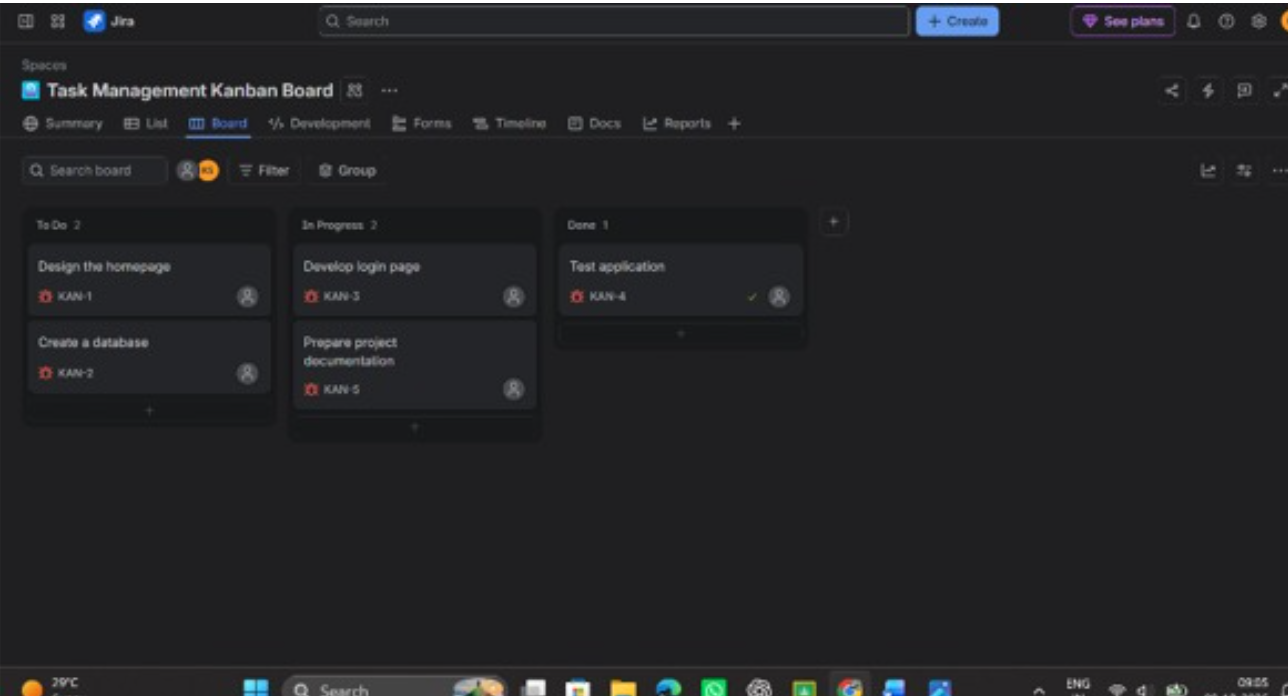 Jira
Search
+ Create
See plans
Spaces
Task Management Kanban Board
Summary
List
Board
Development
Forms
Timeline
Docs
Reports
Search board
KS
Filter
Group
To Do 2
Design the homepage
KAN-1
Create a database
KAN-2
In Progress 2
Develop login page
KAN-3
Prepare project
documentation
KAN-5
Done 1
Test application
KAN-4
29°C
Search
ENG
09:05